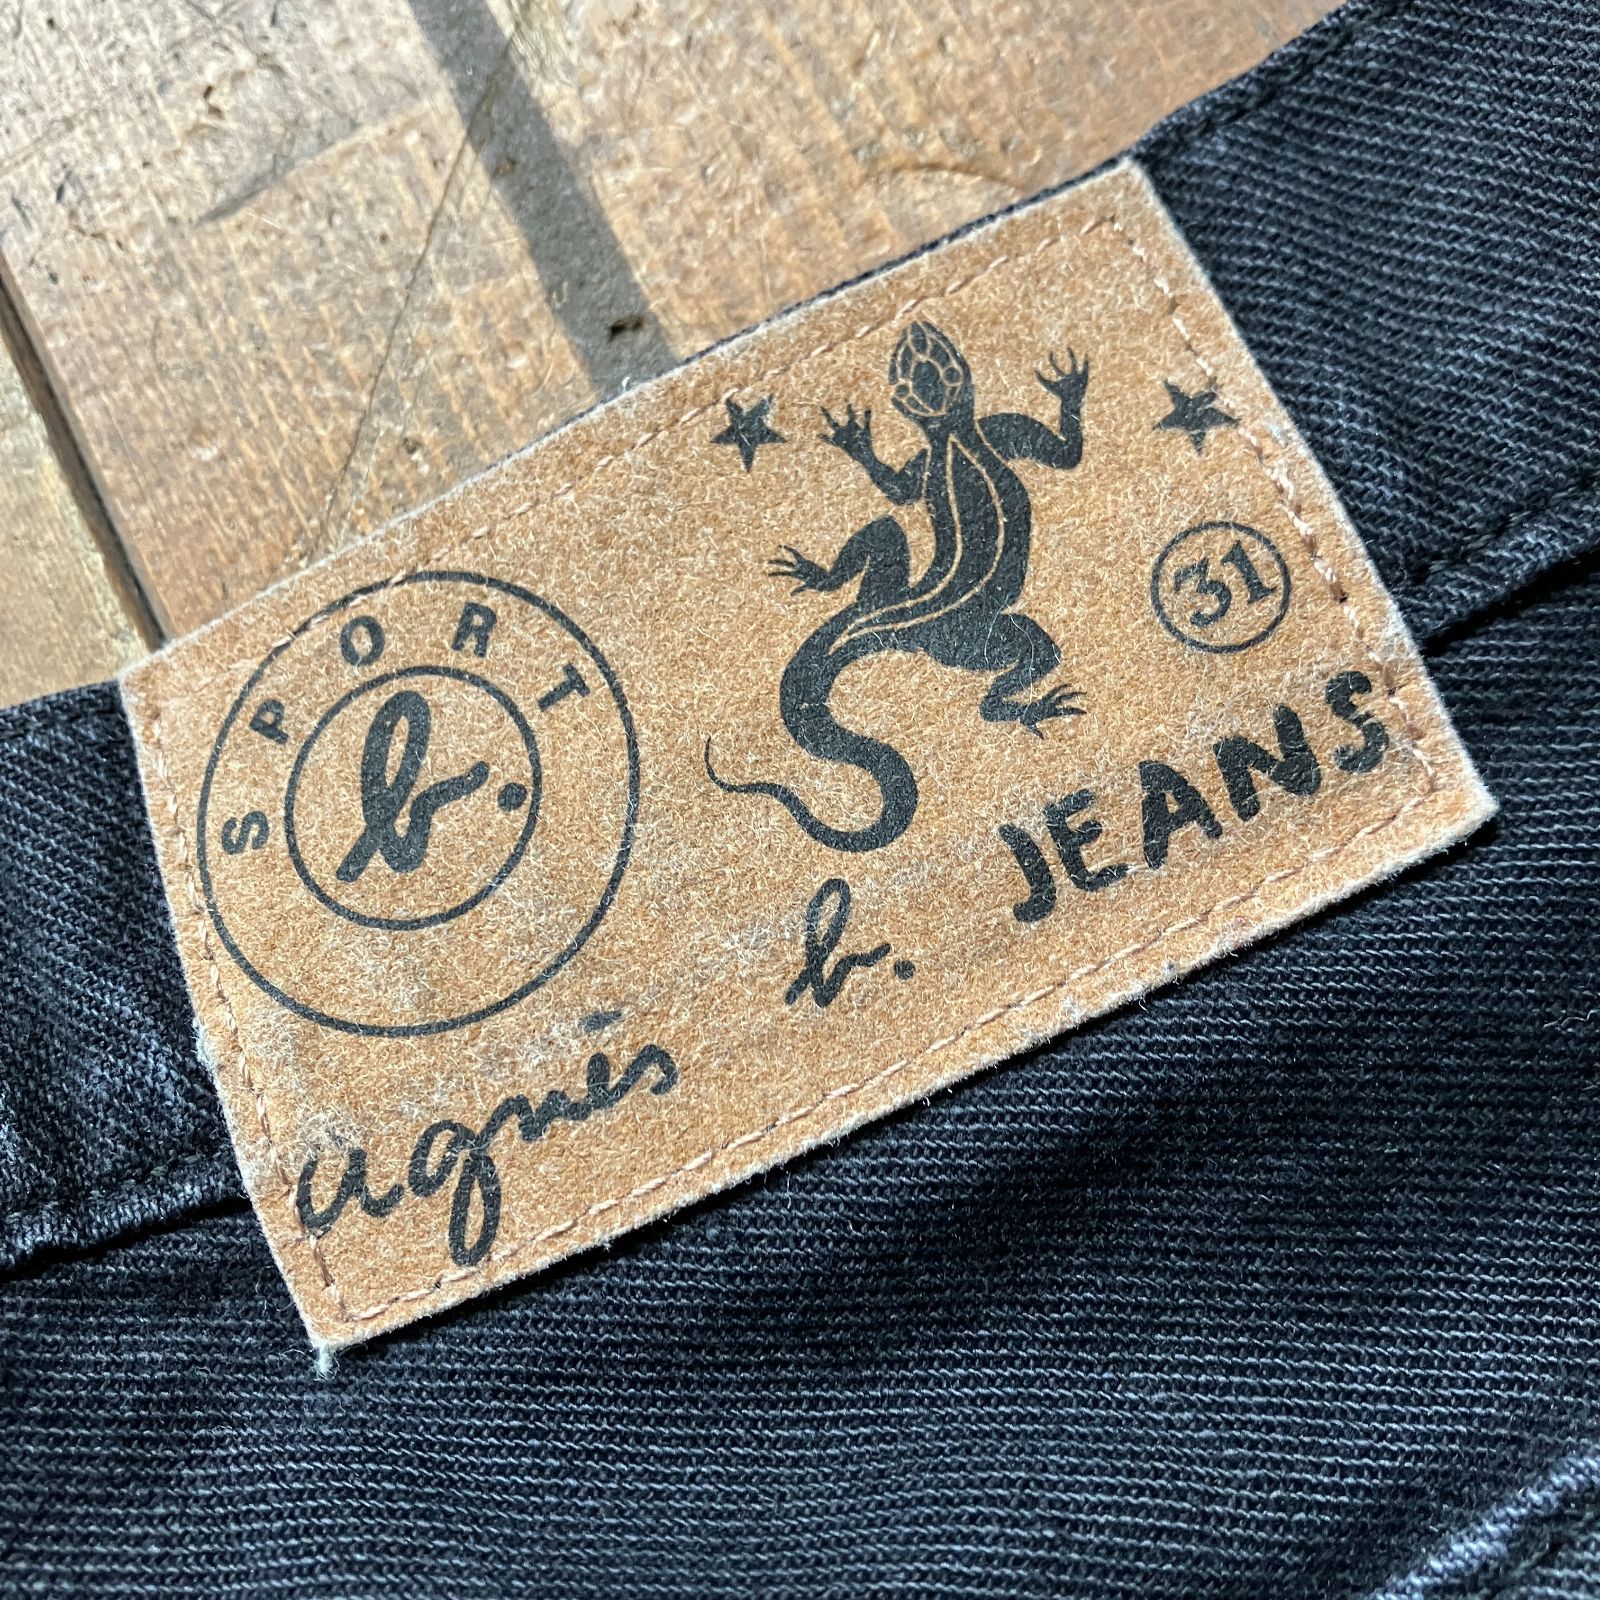 SPORT
b.
31
agnès b. JEANS